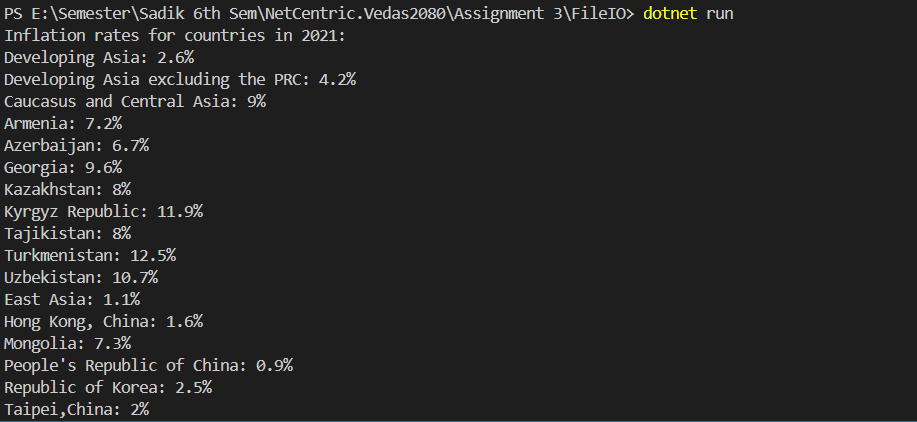 PS E:\Semester\Sadik 6th Sem\NetCentric.Vedas2080\Assignment 3\FileIO> dotnet run
Inflation rates for countries in 2021:
Developing Asia: 2.6%
Developing Asia excluding the PRC: 4.2%
Caucasus and Central Asia: 9%
Armenia: 7.2%
Azerbaijan: 6.7%
Georgia: 9.6%
Kazakhstan: 8%
Kyrgyz Republic: 11.9%
Tajikistan: 8%
Turkmenistan: 12.5%
Uzbekistan: 10.7%
East Asia: 1.1%
Hong Kong, China: 1.6%
Mongolia: 7.3%
People's Republic of China: 0.9%
Republic of Korea: 2.5%
Taipei,China: 2%